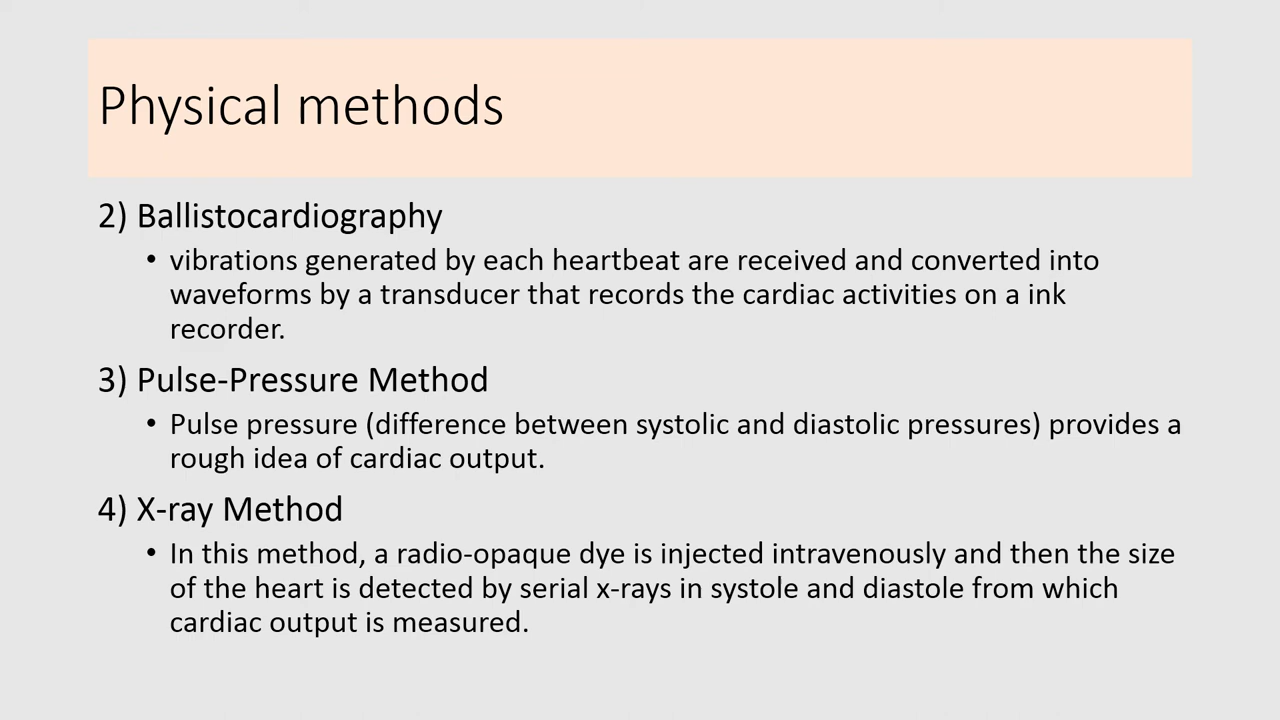 Physical methods
2) Ballistocardiography
• vibrations generated by each heartbeat are received and converted into
waveforms by a transducer that records the cardiac activities on a ink
recorder.
3) Pulse-Pressure Method
• Pulse pressure (difference between systolic and diastolic pressures) provides a
rough idea of cardiac output.
4) X-ray Method
• In this method, a radio-opaque dye is injected intravenously and then the size
of the heart is detected by serial x-rays in systole and diastole from which
cardiac output is measured.